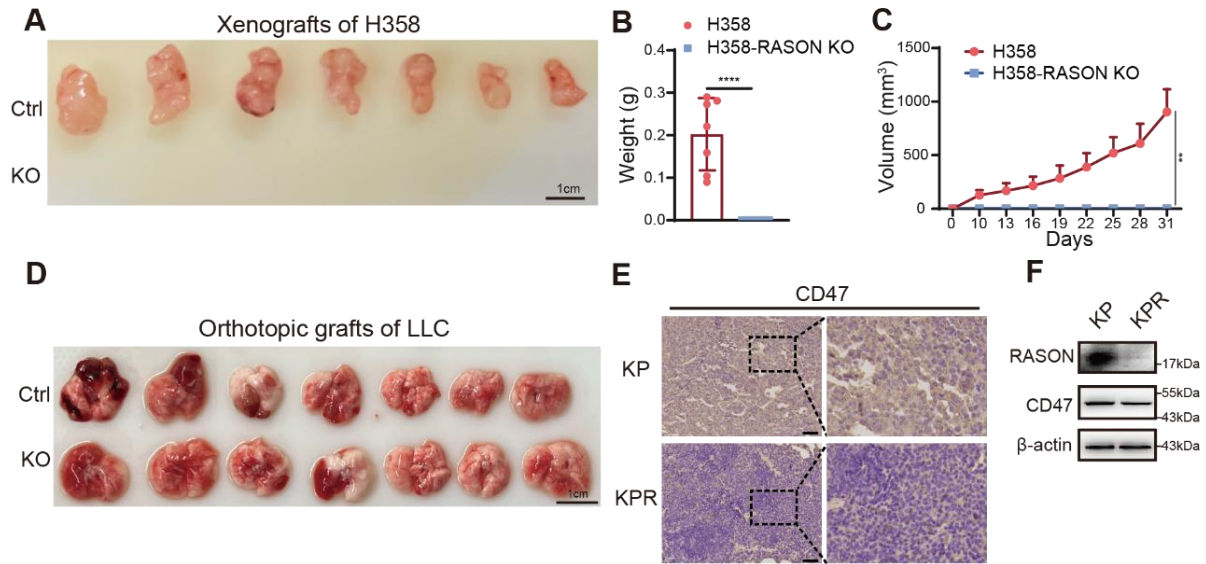 A
Xenografts of H358
Ctrl
KO
1cm
B
H358
H358-RASON KO
Weight (g)
0.4
0.3
0.2
0.1
0.0
****
C
H358
H358-RASON KO
Volume (mm³)
1500
1000
500
0
**
0 10 13 16 19 22 25 28 31
Days
D
Orthotopic grafts of LLC
Ctrl
KO
1cm
E
CD47
KP
KPR
F
KP KPR
RASON
-17kDa
CD47
-55kDa
-43kDa
β-actin
-43kDa